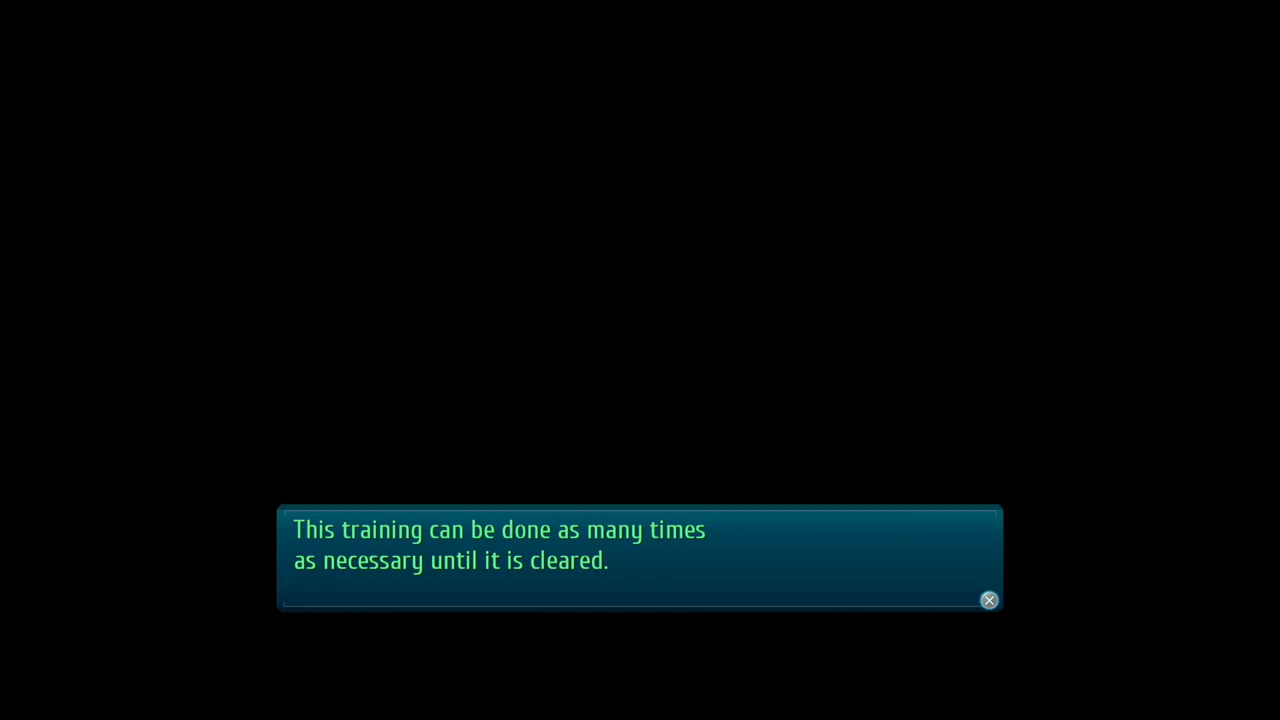 This training can be done as many times
as necessary until it is cleared.